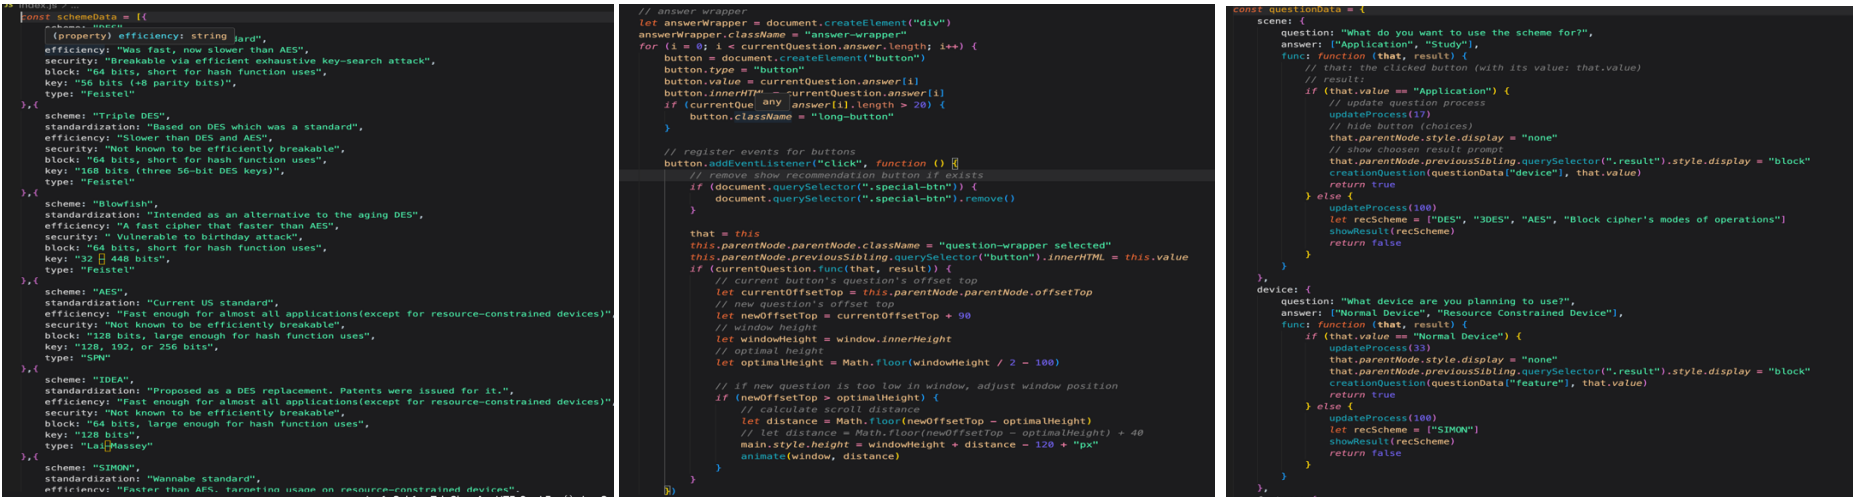 JS index.js > ...
const schemeData = [{
(property) efficiency: string
efficiency: "Was fast, now slower than AES",
security: "Breakable via efficient exhaustive key-search attack",
block: "64 bits, short for hash function uses",
key: "56 bits (+8 parity bits)",
type: "Feistel"
},{
scheme: "Triple DES",
standardization: "Based on DES which was a standard",
efficiency: "Slower than DES and AES",
security: "Not known to be efficiently breakable",
block: "64 bits, short for hash function uses",
key: "168 bits (three 56-bit DES keys)",
type: "Feistel"
},{
scheme: "Blowfish",
standardization: "Intended as an alternative to the aging DES",
efficiency: "A fast cipher that faster than AES",
security: " Vulnerable to birthday attack",
block: "64 bits, short for hash function uses",
key: "32 – 448 bits",
type: "Feistel"
},{
scheme: "AES",
standardization: "Current US standard",
efficiency: "Fast enough for almost all applications(except for resource-constrained devices)",
security: "Not known to be efficiently breakable",
block: "128 bits, large enough for hash function uses",
key: "128, 192, or 256 bits",
type: "SPN"
},{
scheme: "IDEA",
standardization: "Proposed as a DES replacement. Patents were issued for it.",
efficiency: "Fast enough for almost all applications(except for resource-constrained devices)",
security: "Not known to be efficiently breakable",
block: "64 bits, large enough for hash function uses",
key: "128 bits",
type: "Lai–Massey"
},{
scheme: "SIMON",
standardization: "Wannabe standard",
efficiency: "Faster than AES, targeting usage on resource-constrained devices",
// answer wrapper
let answerWrapper = document.createElement("div")
answerWrapper.className = "answer-wrapper"
for (i = 0; i < currentQuestion.answer.length; i++) {
button = document.createElement("button")
button.type = "button"
button.value = currentQuestion.answer[i]
button.innerHTML = currentQuestion.answer[i]
any
if (currentQue answer[i].length > 20) {
button.className = "long-button"
}
// register events for buttons
button.addEventListener("click", function () {
// remove show recommendation button if exists
if (document.querySelector(".special-btn")) {
document.querySelector(".special-btn").remove()
}
that = this
this.parentNode.parentNode.className = "question-wrapper selected"
this.parentNode.previousSibling.querySelector("button").innerHTML = this.value
if (currentQuestion.func(that, result)) {
// current button's question's offset top
let currentOffsetTop = this.parentNode.parentNode.offsetTop
// new question's offset top
let newOffsetTop = currentOffsetTop + 90
// window height
let windowHeight = window.innerHeight
// optimal height
let optimalHeight = Math.floor(windowHeight / 2 - 100)
// if new question is too low in window, adjust window position
if (newOffsetTop > optimalHeight) {
// calculate scroll distance
let distance = Math.floor(newOffsetTop - optimalHeight)
// let distance = Math.floor(newOffsetTop - optimalHeight) + 40
main.style.height = windowHeight + distance - 120 + "px"
animate(window, distance)
}
}
})
const questionData = {
scene: {
question: "What do you want to use the scheme for?",
answer: ["Application", "Study"],
func: function (that, result) {
// that: the clicked button (with its value: that.value)
// result:
if (that.value == "Application") {
// update question process
updateProcess(17)
// hide button (choices)
that.parentNode.style.display = "none"
// show choosen result prompt
that.parentNode.previousSibling.querySelector(".result").style.display = "block"
creationQuestion(questionData["device"], that.value)
return true
} else {
updateProcess(100)
let recScheme = ["DES", "3DES", "AES", "Block cipher's modes of operations"]
showResult(recScheme)
return false
}
}
},
device: {
question: "What device are you planning to use?",
answer: ["Normal Device", "Resource Constrained Device"],
func: function (that, result) {
if (that.value == "Normal Device") {
updateProcess(33)
that.parentNode.style.display = "none"
that.parentNode.previousSibling.querySelector(".result").style.display = "block"
creationQuestion(questionData["feature"], that.value)
return true
} else {
updateProcess(100)
let recScheme = ["SIMON"]
showResult(recScheme)
return false
}
}
},